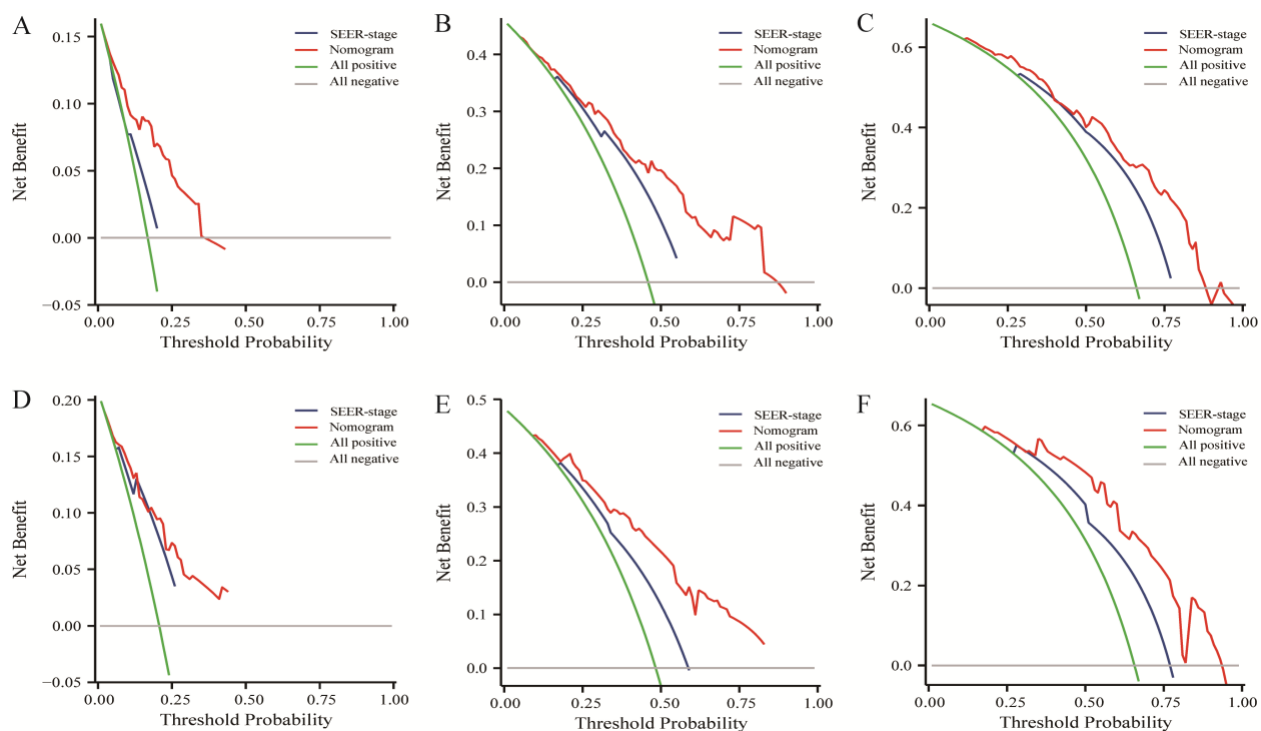 A
0.15
0.10
0.05
0.00
−0.05
Net Benefit
SEER-stage
Nomogram
All positive
All negative
0.00 0.25 0.50 0.75 1.00
Threshold Probability
B
0.4
0.3
0.2
0.1
0.0
Net Benefit
SEER-stage
Nomogram
All positive
All negative
0.00 0.25 0.50 0.75 1.00
Threshold Probability
C
0.6
0.4
0.2
0.0
Net Benefit
SEER-stage
Nomogram
All positive
All negative
0.00 0.25 0.50 0.75 1.00
Threshold Probability
D
0.20
0.15
0.10
0.05
0.00
−0.05
Net Benefit
SEER-stage
Nomogram
All positive
All negative
0.00 0.25 0.50 0.75 1.00
Threshold Probability
E
0.5
0.4
0.3
0.2
0.1
0.0
Net Benefit
SEER-stage
Nomogram
All positive
All negative
0.00 0.25 0.50 0.75 1.00
Threshold Probability
F
0.6
0.4
0.2
0.0
Net Benefit
SEER-stage
Nomogram
All positive
All negative
0.00 0.25 0.50 0.75 1.00
Threshold Probability